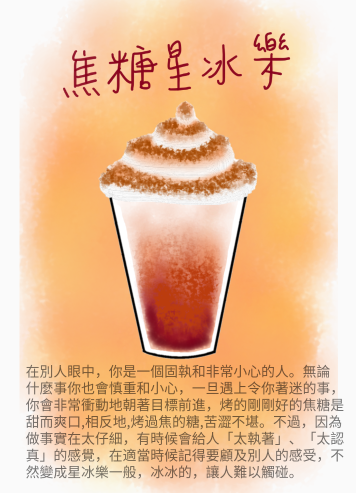 焦糖星冰樂
在別人眼中，你是一個固執和非常小心的人。無論
什麼事你也會慎重和小心，一旦遇上令你著迷的事，
你會非常衝動地朝著目標前進，烤的剛剛好的焦糖是
甜而爽口,相反地,烤過焦的糖,苦澀不堪。不過，因為
做事實在太仔細，有時候會給人「太執著」、「太認
真」的感覺，在適當時候記得要顧及別人的感受，不
然變成星冰樂一般，冰冰的，讓人難以觸碰。